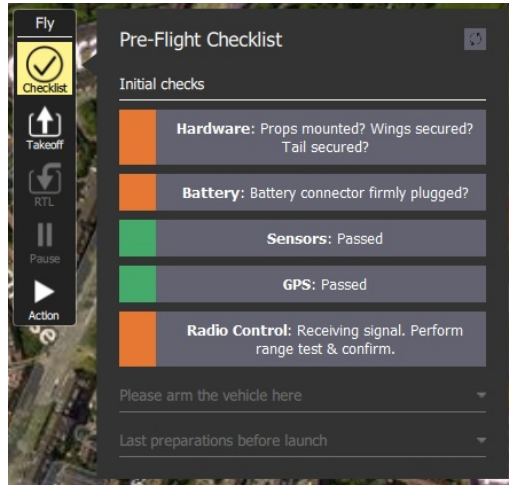 Fly
Checklist
Takeoff
RTL
Pause
Action
Pre-Flight Checklist
Initial checks
Hardware: Props mounted? Wings secured?
Tail secured?
Battery: Battery connector firmly plugged?
Sensors: Passed
GPS: Passed
Radio Control: Receiving signal. Perform
range test & confirm.
Please arm the vehicle here
Last preparations before launch